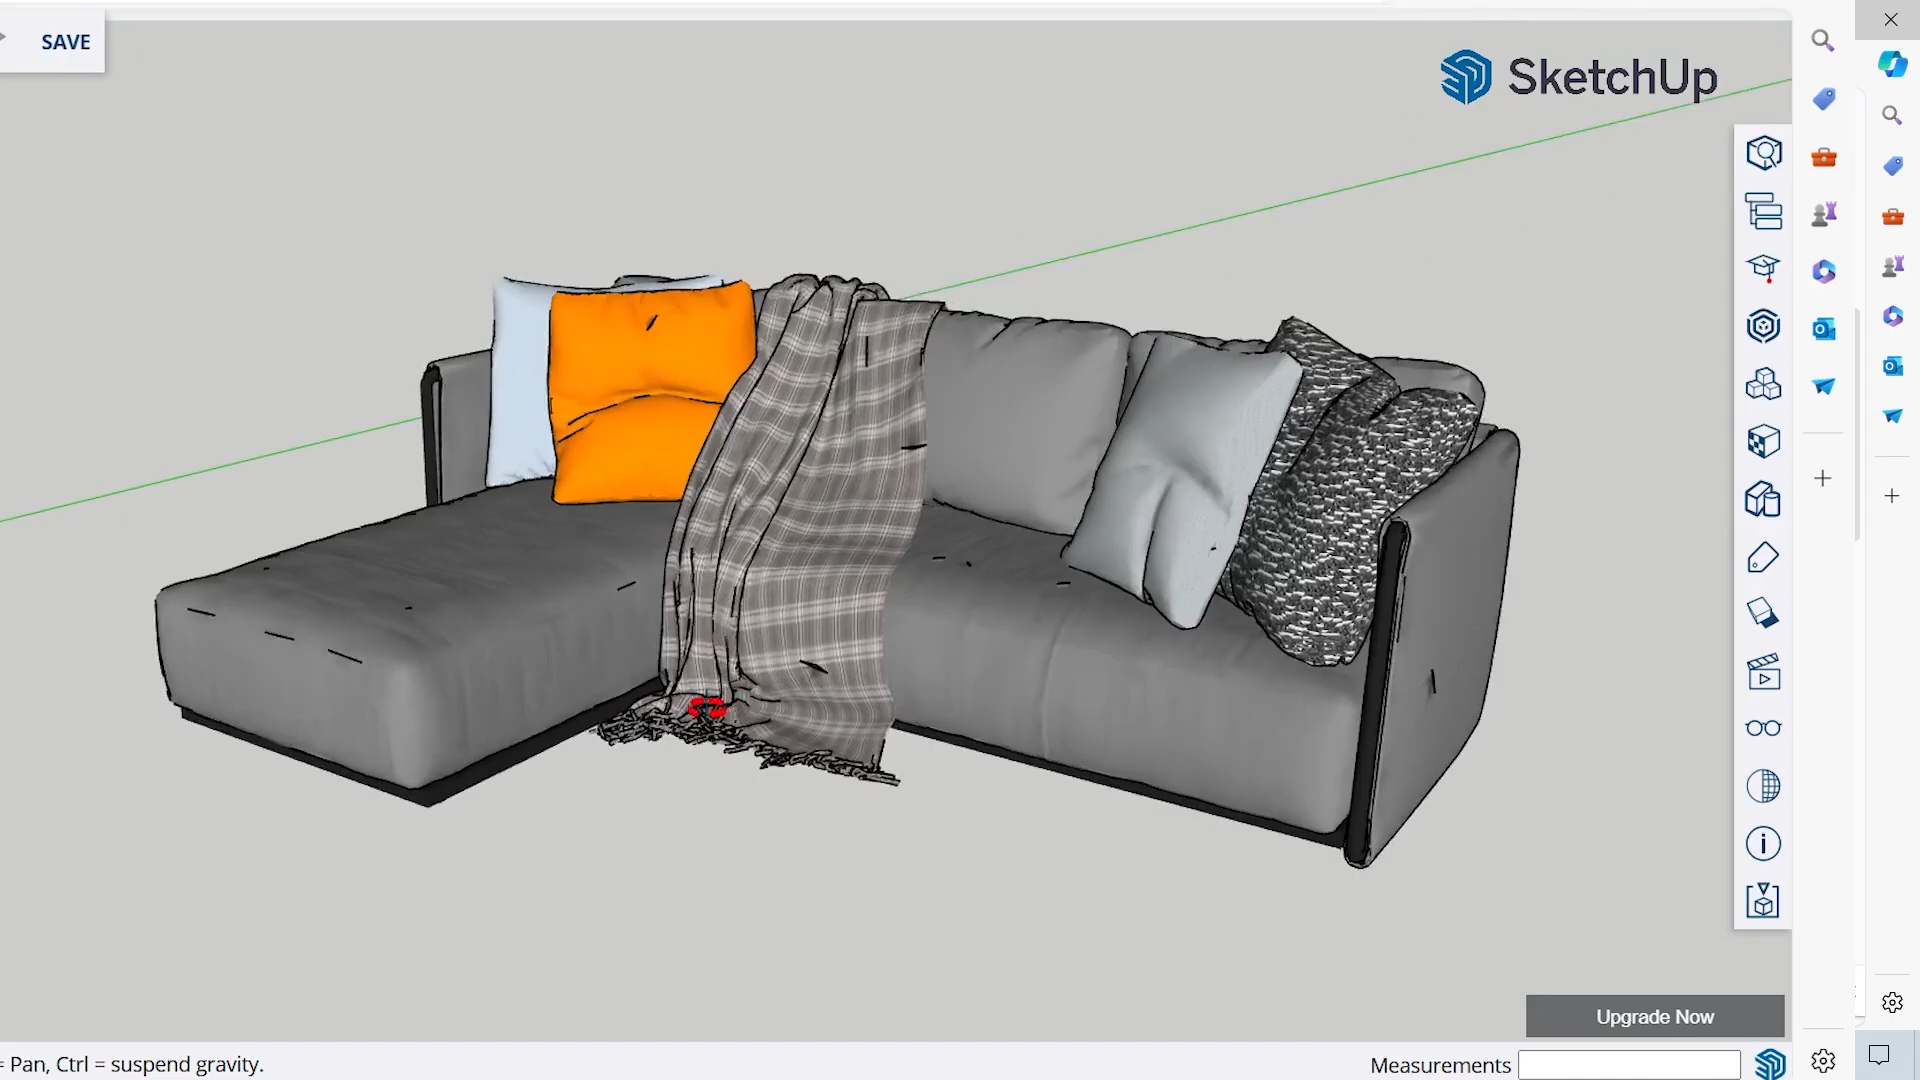 SAVE
SketchUp
Upgrade Now
= Pan, Ctrl = suspend gravity.
Measurements